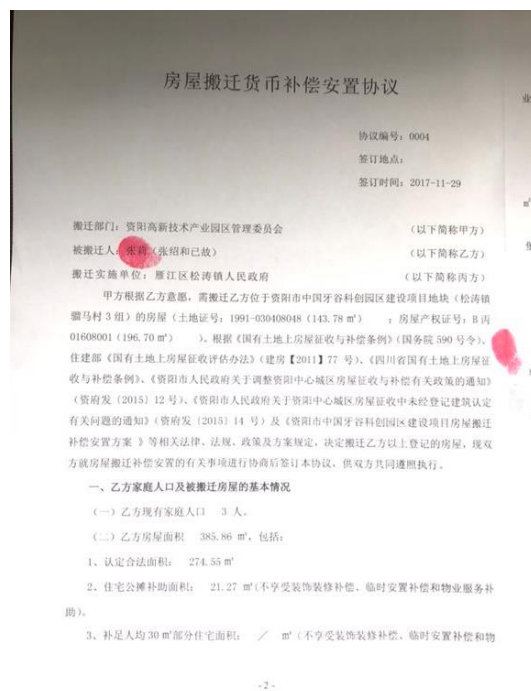 房屋搬迁货币补偿安置协议
协议编号：0004
签订地点：
签订时间：2017-11-29
搬迁部门：资阳高新技术产业园区管理委员会 （以下简称甲方）
被搬迁人：张莉（张绍和已故） （以下简称乙方）
搬迁实施单位：雁江区松涛镇人民政府 （以下简称丙方）
甲方根据乙方意愿，需搬迁乙方位于资阳市中国牙谷科创园区建设项目地块（松涛镇
骝马村3组）的房屋（土地证号：1991-030408048（143.78 ㎡） ；房屋产权证号：B丙
01608001（196.70 ㎡） ）、根据《国有土地上房屋征收与补偿条例》（国务院 590 号令）、
住建部《国有土地上房屋征收评估办法》（建房【2011】77 号）、《四川省国有土地上房屋征
收与补偿条例》、《资阳市人民政府关于调整资阳中心城区房屋征收与补偿有关政策的通知》
（资府发〔2015〕12 号）、《资阳市人民政府关于资阳中心城区房屋征收中未经登记建筑认定
有关问题的通知》（资府发〔2015〕14 号）及《资阳市中国牙谷科创园区建设项目房屋搬迁
补偿安置方案》等相关法律、法规、政策及方案规定，决定搬迁乙方以上登记的房屋，现双
方就房屋搬迁补偿安置的有关事项进行协商后签订本协议，供双方共同遵照执行。
一、乙方家庭人口及被搬迁房屋的基本情况
（一）乙方现有家庭人口 3 人。
（二）乙方房屋面积 385.86 ㎡，包括：
1、认定合法面积： 274.55 ㎡
2、住宅公摊补助面积： 21.27 ㎡（不享受装饰装修补偿、临时安置补偿和物业服务补
助）。
3、补足人均 30 ㎡部分住宅面积： ／ ㎡（不享受装饰装修补偿、临时安置补偿和物
- 2 -
业